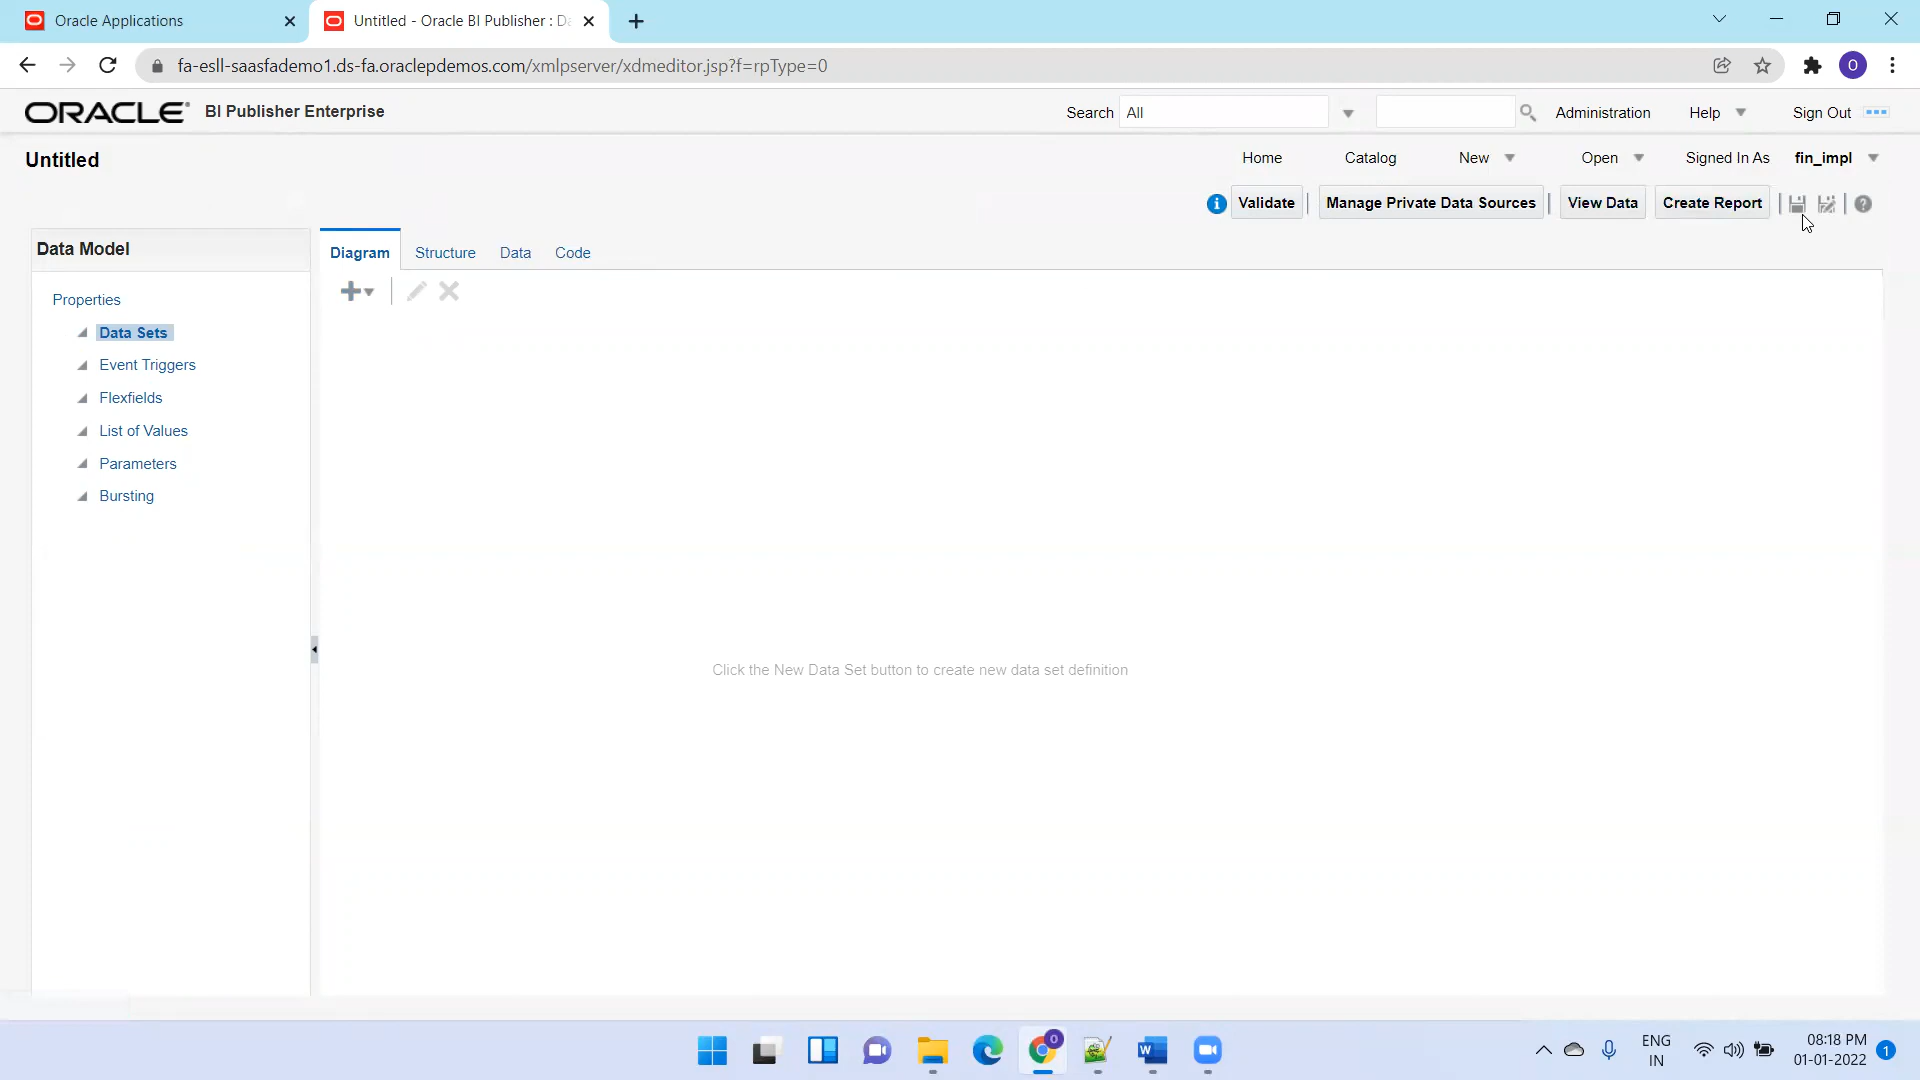 Oracle Applications
Untitled - Oracle BI Publisher : Da
fa-esll-saasfademo1.ds-fa.oraclepdemos.com/xmlpserver/xdmeditor.jsp?f=rpType=0
O
ORACLE BI Publisher Enterprise
Search All
Administration Help Sign Out
Untitled
Home Catalog New Open Signed In As fin_impl
Validate Manage Private Data Sources View Data Create Report
Data Model
Diagram Structure Data Code
Properties
Data Sets
Event Triggers
Flexfields
List of Values
Parameters
Bursting
Click the New Data Set button to create new data set definition
ENG
IN
08:18 PM
01-01-2022
1